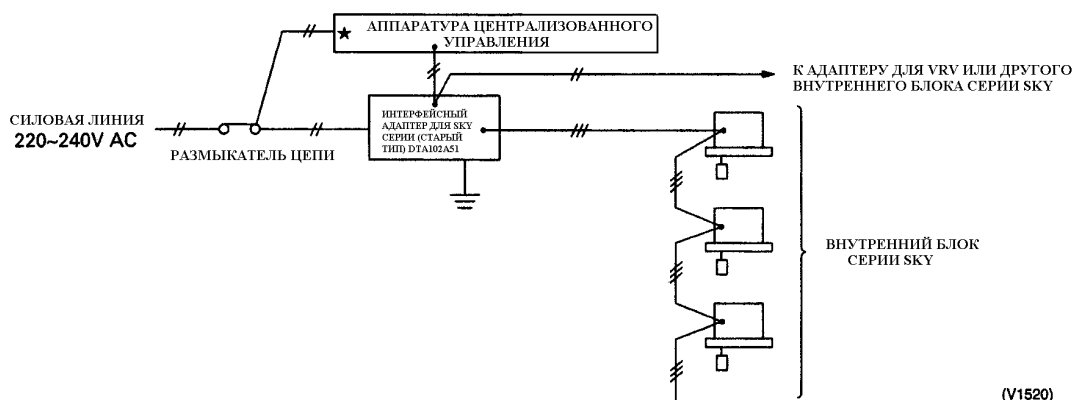 ★ АППАРАТУРА ЦЕНТРАЛИЗОВАННОГО
УПРАВЛЕНИЯ
К АДАПТЕРУ ДЛЯ VRV ИЛИ ДРУГОГО
ВНУТРЕННЕГО БЛОКА СЕРИИ SKY
СИЛОВАЯ ЛИНИЯ
220~240V AC
РАЗМЫКАТЕЛЬ ЦЕПИ
ИНТЕРФЕЙСНЫЙ
АДАПТЕР ДЛЯ SKY
СЕРИИ (СТАРЫЙ
ТИП) DTA102A51
ВНУТРЕННИЙ БЛОК
СЕРИИ SKY
(V1520)